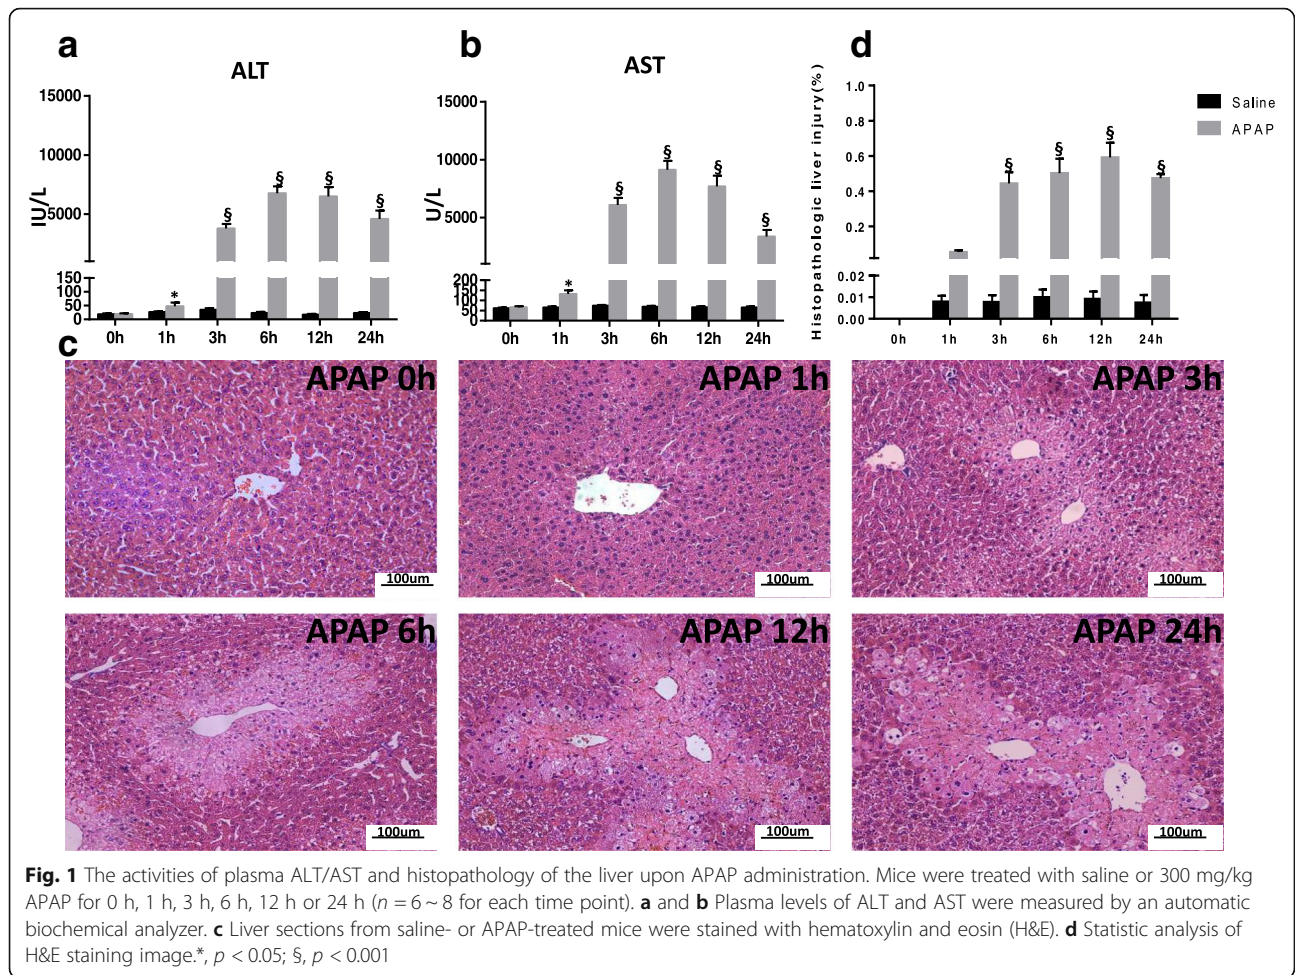 a
ALT
15000
10000
5000
150
100
50
0
IU/L
*
§
§
§
§
0h 1h 3h 6h 12h 24h
b
AST
15000
10000
5000
200
150
100
50
0
U/L
*
§
§
§
§
0h 1h 3h 6h 12h 24h
d
Histopathologic liver injury(%)
1.0
0.8
0.6
0.4
0.2
0.02
0.01
0.00
§
§
§
§
0h 1h 3h 6h 12h 24h
Saline
APAP
c
APAP 0h
100um
APAP 1h
100um
APAP 3h
100um
APAP 6h
100um
APAP 12h
100um
APAP 24h
100um
Fig. 1 The activities of plasma ALT/AST and histopathology of the liver upon APAP administration. Mice were treated with saline or 300 mg/kg
APAP for 0 h, 1 h, 3 h, 6 h, 12 h or 24 h (n = 6 ~ 8 for each time point). a and b Plasma levels of ALT and AST were measured by an automatic
biochemical analyzer. c Liver sections from saline- or APAP-treated mice were stained with hematoxylin and eosin (H&E). d Statistic analysis of
H&E staining image.*, p < 0.05; §, p < 0.001